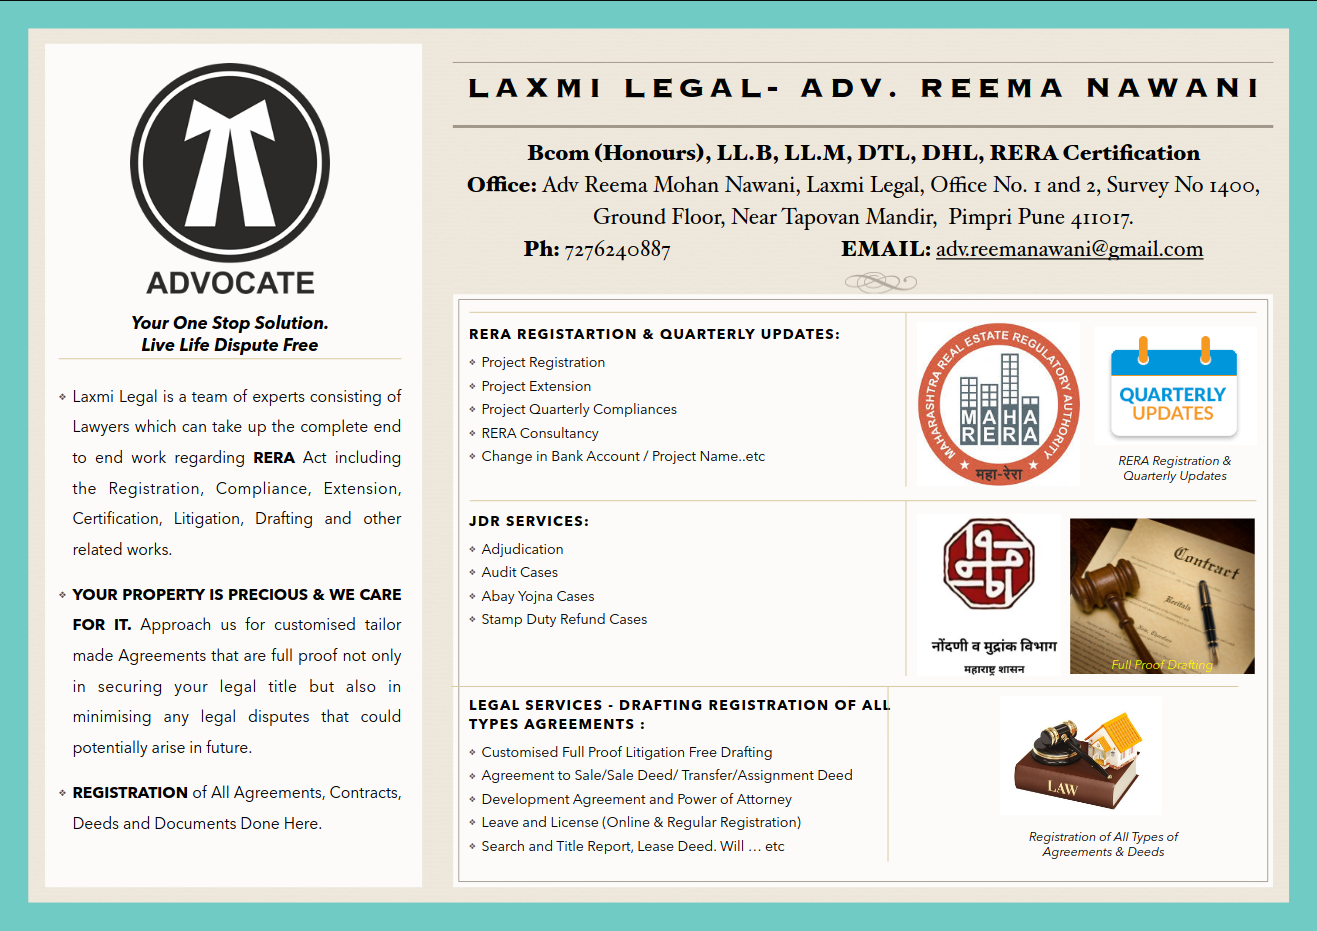 ADVOCATE
Your One Stop Solution.
Live Life Dispute Free
Laxmi Legal is a team of experts consisting of
Lawyers which can take up the complete end
to end work regarding RERA Act including
the Registration, Compliance, Extension,
Certification, Litigation, Drafting and other
related works.
YOUR PROPERTY IS PRECIOUS & WE CARE
FOR IT. Approach us for customised tailor
made Agreements that are full proof not only
in securing your legal title but also in
minimising any legal disputes that could
potentially arise in future.
REGISTRATION of All Agreements, Contracts,
Deeds and Documents Done Here.
LAXMI LEGAL- ADV. REEMA NAWANI
Bcom (Honours), LL.B, LL.M, DTL, DHL, RERA Certification
Office: Adv Reema Mohan Nawani, Laxmi Legal, Office No. 1 and 2, Survey No 1400,
Ground Floor, Near Tapovan Mandir, Pimpri Pune 411017.
Ph: 7276240887 EMAIL: adv.reemanawani@gmail.com
RERA REGISTARTION & QUARTERLY UPDATES:
Project Registration
Project Extension
Project Quarterly Compliances
RERA Consultancy
Change in Bank Account / Project Name..etc
MAHARASHTRA REAL ESTATE REGULATORY AUTHORITY
MAHA
RERA
महा-रेरा
QUARTERLY
UPDATES
RERA Registration &
Quarterly Updates
JDR SERVICES:
Adjudication
Audit Cases
Abay Yojna Cases
Stamp Duty Refund Cases
नोंदणी व मुद्रांक विभाग
महाराष्ट्र शासन
Contract
Recitals
Full Proof Drafting
LEGAL SERVICES - DRAFTING REGISTRATION OF ALL
TYPES AGREEMENTS :
Customised Full Proof Litigation Free Drafting
Agreement to Sale/Sale Deed/ Transfer/Assignment Deed
Development Agreement and Power of Attorney
Leave and License (Online & Regular Registration)
Search and Title Report, Lease Deed. Will ... etc
LAW
Registration of All Types of
Agreements & Deeds